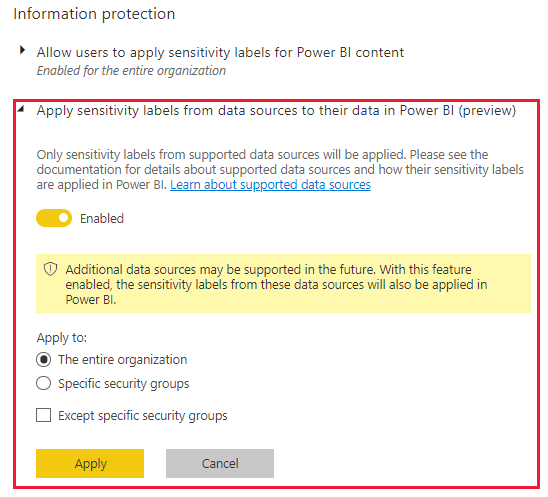 Information protection
Allow users to apply sensitivity labels for Power BI content
Enabled for the entire organization
Apply sensitivity labels from data sources to their data in Power BI (preview)
Only sensitivity labels from supported data sources will be applied. Please see the
documentation for details about supported data sources and how their sensitivity labels
are applied in Power BI. Learn about supported data sources
Enabled
Additional data sources may be supported in the future. With this feature
enabled, the sensitivity labels from these data sources will also be applied in
Power BI.
Apply to:
The entire organization
Specific security groups
Except specific security groups
Apply
Cancel